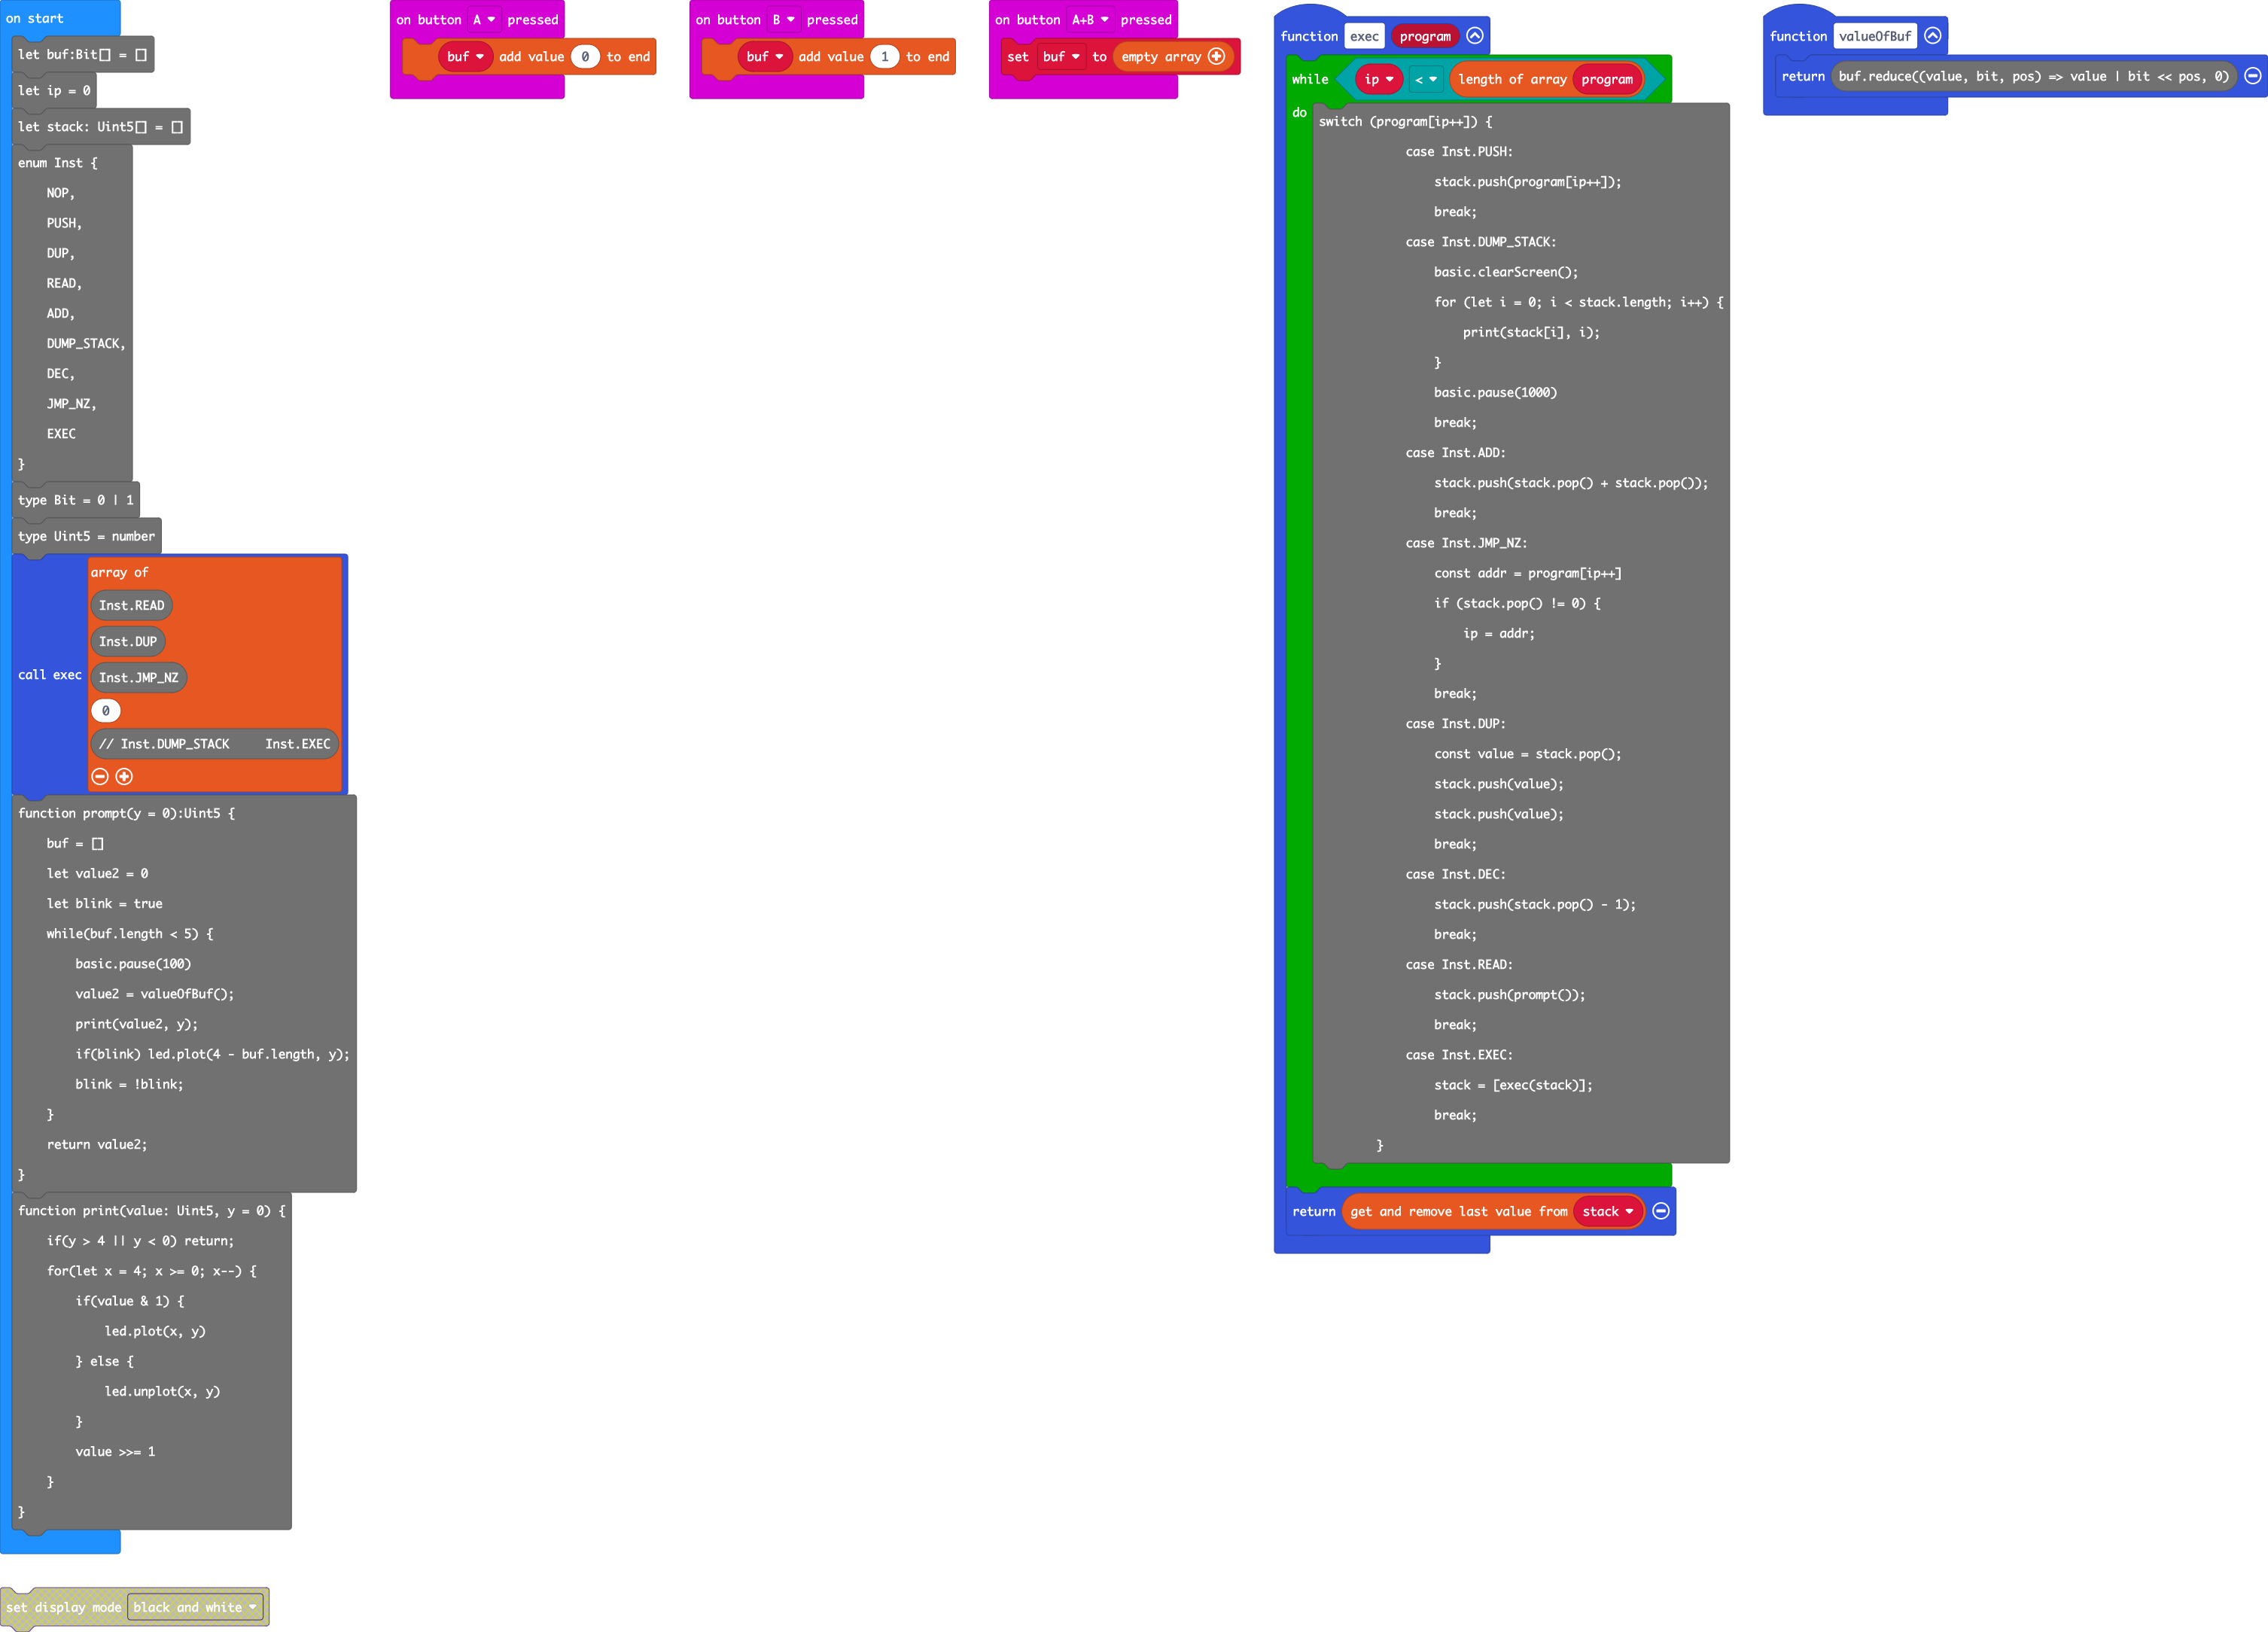 on start
let buf:Bit[] = []
let ip = 0
let stack: Uint5[] = []
enum Inst {
NOP,
PUSH,
DUP,
READ,
ADD,
DUMP_STACK,
DEC,
JMP_NZ,
EXEC
}
type Bit = 0 | 1
type Uint5 = number
call exec
array of
Inst.READ
Inst.DUP
Inst.JMP_NZ
0
// Inst.DUMP_STACK     Inst.EXEC
function prompt(y = 0):Uint5 {
buf = []
let value2 = 0
let blink = true
while(buf.length < 5) {
basic.pause(100)
value2 = valueOfBuf();
print(value2, y);
if(blink) led.plot(4 - buf.length, y);
blink = !blink;
}
return value2;
}
function print(value: Uint5, y = 0) {
if(y > 4 || y < 0) return;
for(let x = 4; x >= 0; x--) {
if(value & 1) {
led.plot(x, y)
} else {
led.unplot(x, y)
}
value >>= 1
}
}
set display mode black and white
on button A pressed
buf add value 0 to end
on button B pressed
buf add value 1 to end
on button A+B pressed
set buf to empty array
function exec program
while ip < length of array program
do
switch (program[ip++]) {
case Inst.PUSH:
stack.push(program[ip++]);
break;
case Inst.DUMP_STACK:
basic.clearScreen();
for (let i = 0; i < stack.length; i++) {
print(stack[i], i);
}
basic.pause(1000)
break;
case Inst.ADD:
stack.push(stack.pop() + stack.pop());
break;
case Inst.JMP_NZ:
const addr = program[ip++]
if (stack.pop() != 0) {
ip = addr;
}
break;
case Inst.DUP:
const value = stack.pop();
stack.push(value);
stack.push(value);
break;
case Inst.DEC:
stack.push(stack.pop() - 1);
break;
case Inst.READ:
stack.push(prompt());
break;
case Inst.EXEC:
stack = [exec(stack)];
break;
}
return get and remove last value from stack
function valueOfBuf
return buf.reduce((value, bit, pos) => value | bit << pos, 0)